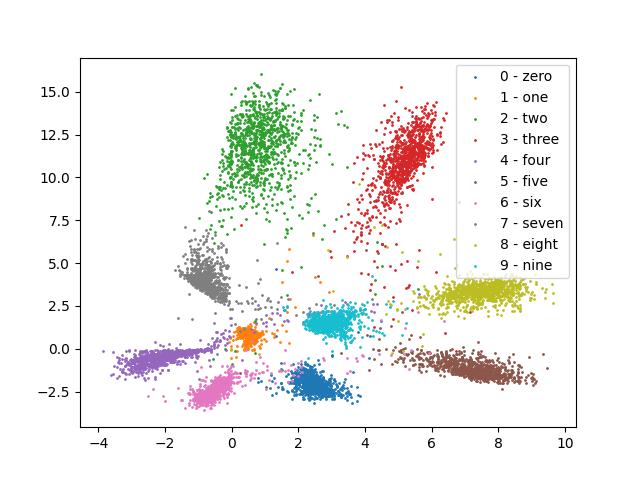 15.0
12.5
10.0
7.5
5.0
2.5
0.0
−2.5
−4
−2
0
2
4
6
8
10
0 - zero
1 - one
2 - two
3 - three
4 - four
5 - five
6 - six
7 - seven
8 - eight
9 - nine